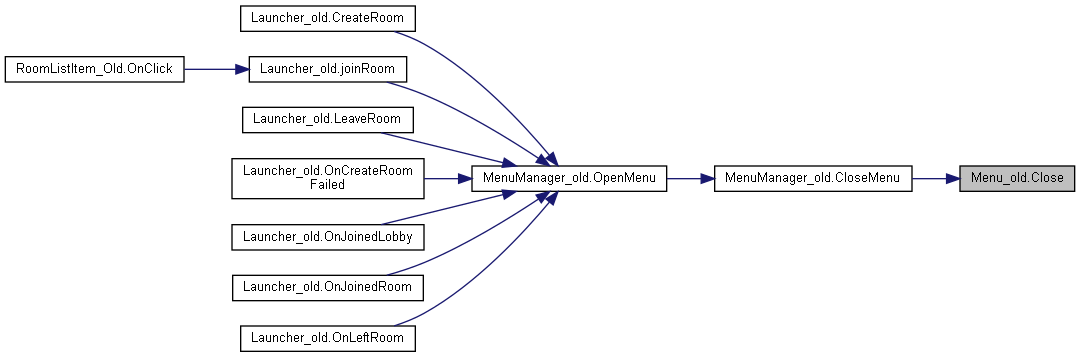 Launcher_old.CreateRoom
RoomListItem_Old.OnClick
Launcher_old.joinRoom
Launcher_old.LeaveRoom
Launcher_old.OnCreateRoom
Failed
MenuManager_old.OpenMenu
MenuManager_old.CloseMenu
Menu_old.Close
Launcher_old.OnJoinedLobby
Launcher_old.OnJoinedRoom
Launcher_old.OnLeftRoom